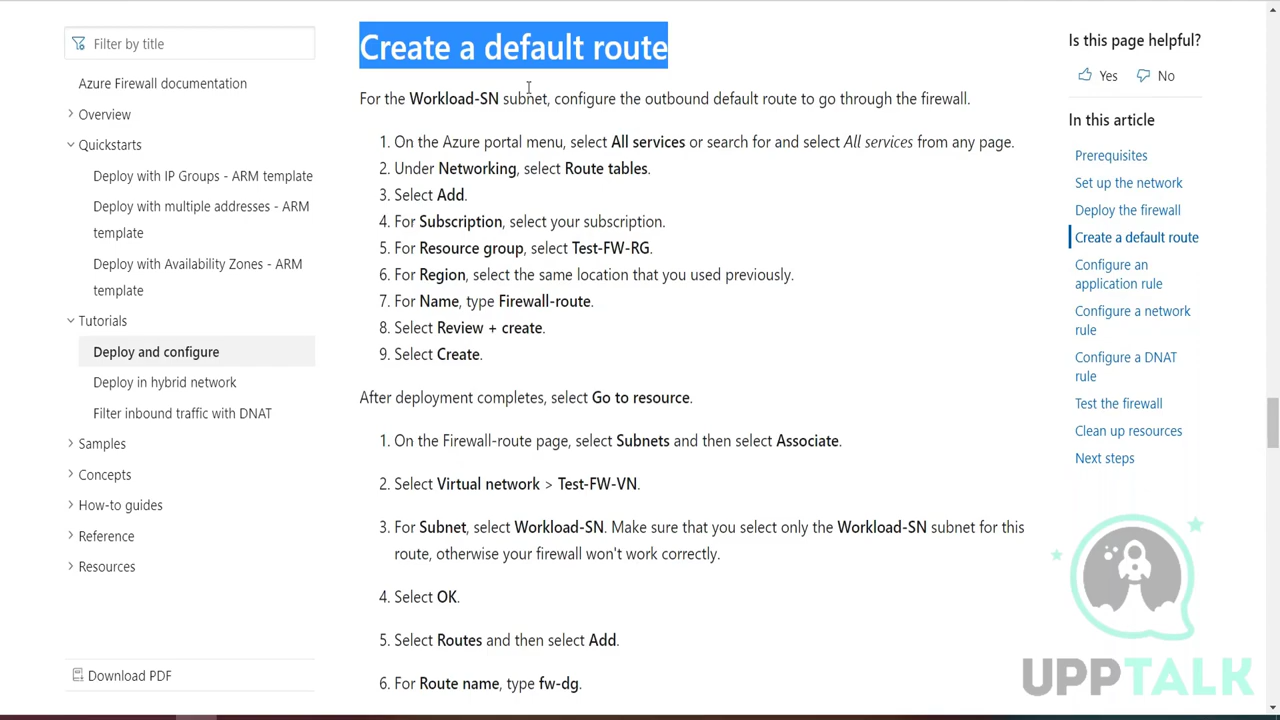 Filter by title
Azure Firewall documentation
Overview
Quickstarts
Deploy with IP Groups - ARM template
Deploy with multiple addresses - ARM
template
Deploy with Availability Zones - ARM
template
Tutorials
Deploy and configure
Deploy in hybrid network
Filter inbound traffic with DNAT
Samples
Concepts
How-to guides
Reference
Resources
Download PDF
Create a default route
For the Workload-SN subnet, configure the outbound default route to go through the firewall.
1. On the Azure portal menu, select All services or search for and select All services from any page.
2. Under Networking, select Route tables.
3. Select Add.
4. For Subscription, select your subscription.
5. For Resource group, select Test-FW-RG.
6. For Region, select the same location that you used previously.
7. For Name, type Firewall-route.
8. Select Review + create.
9. Select Create.
After deployment completes, select Go to resource.
1. On the Firewall-route page, select Subnets and then select Associate.
2. Select Virtual network > Test-FW-VN.
3. For Subnet, select Workload-SN. Make sure that you select only the Workload-SN subnet for this
route, otherwise your firewall won't work correctly.
4. Select OK.
5. Select Routes and then select Add.
6. For Route name, type fw-dg.
Is this page helpful?
Yes No
In this article
Prerequisites
Set up the network
Deploy the firewall
Create a default route
Configure an
application rule
Configure a network
rule
Configure a DNAT
rule
Test the firewall
Clean up resources
Next steps
UPPTALK